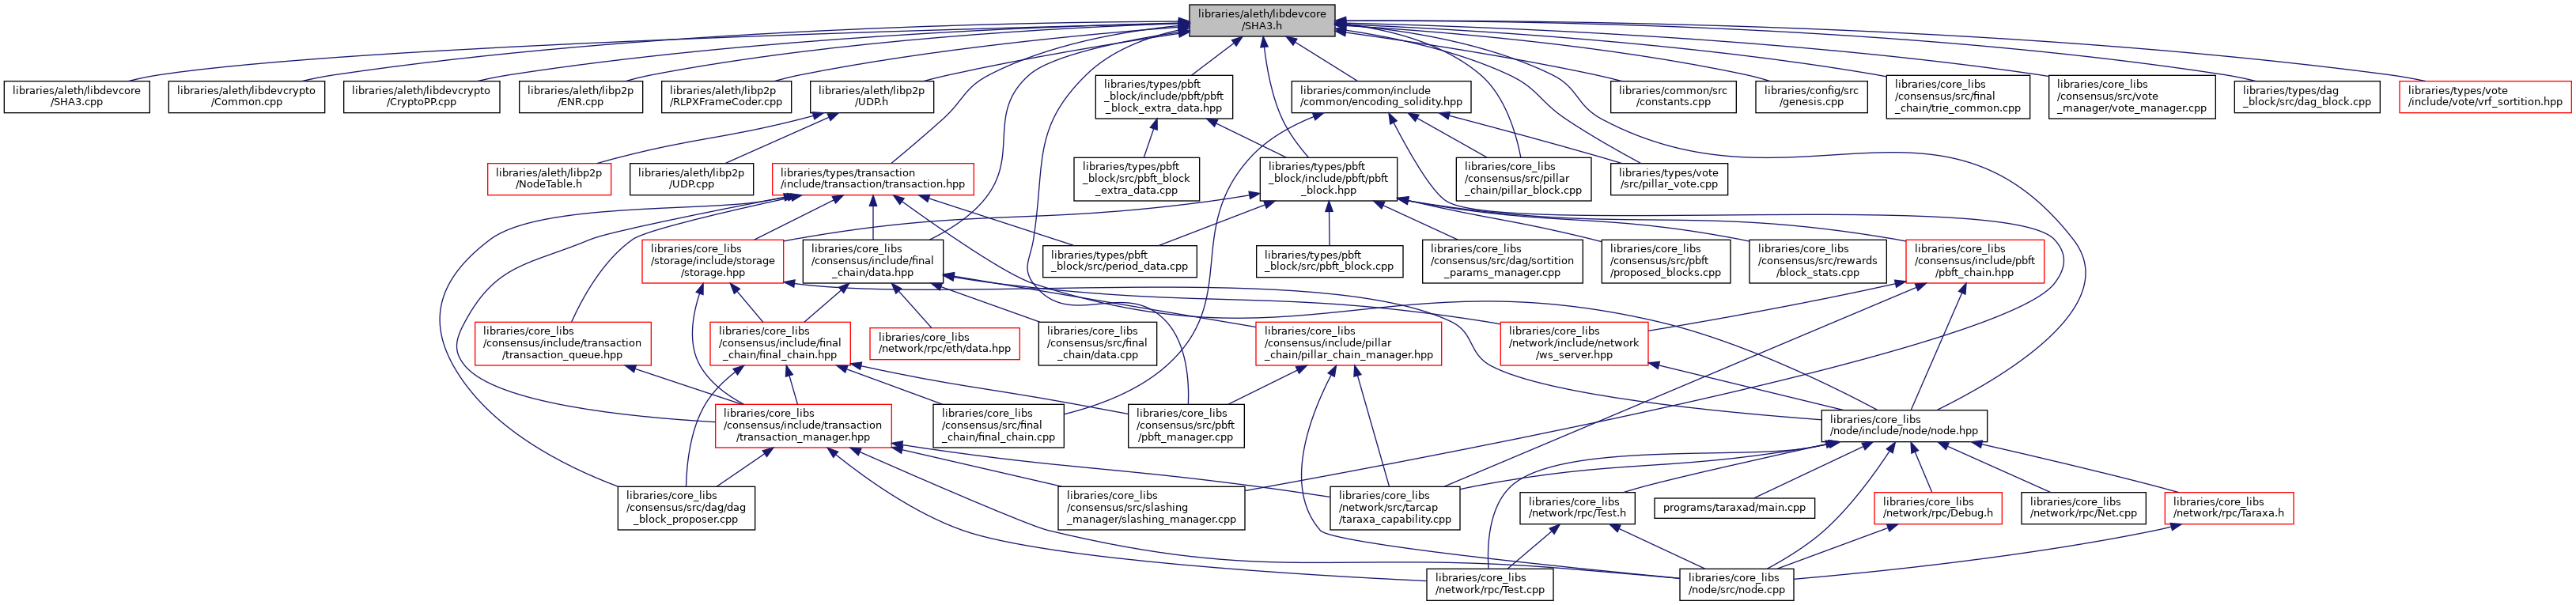 libraries/aleth/libdevcore
/SHA3.h
libraries/aleth/libdevcore
/SHA3.cpp
libraries/aleth/libdevcrypto
/Common.cpp
libraries/aleth/libdevcrypto
/CryptoPP.cpp
libraries/aleth/libp2p
/ENR.cpp
libraries/aleth/libp2p
/RLPXFrameCoder.cpp
libraries/aleth/libp2p
/UDP.h
libraries/types/pbft
_block/include/pbft/pbft
_block_extra_data.hpp
libraries/common/include
/common/encoding_solidity.hpp
libraries/common/src
/constants.cpp
libraries/config/src
/genesis.cpp
libraries/core_libs
/consensus/src/final
_chain/trie_common.cpp
libraries/core_libs
/consensus/src/vote
_manager/vote_manager.cpp
libraries/types/dag
_block/src/dag_block.cpp
libraries/types/vote
/include/vote/vrf_sortition.hpp
libraries/aleth/libp2p
/NodeTable.h
libraries/aleth/libp2p
/UDP.cpp
libraries/types/transaction
/include/transaction/transaction.hpp
libraries/types/pbft
_block/src/pbft_block
_extra_data.cpp
libraries/types/pbft
_block/include/pbft/pbft
_block.hpp
libraries/core_libs
/consensus/src/pillar
_chain/pillar_block.cpp
libraries/types/vote
/src/pillar_vote.cpp
libraries/core_libs
/storage/include/storage
/storage.hpp
libraries/core_libs
/consensus/include/final
_chain/data.hpp
libraries/types/pbft
_block/src/period_data.cpp
libraries/types/pbft
_block/src/pbft_block.cpp
libraries/core_libs
/consensus/src/dag/sortition
_params_manager.cpp
libraries/core_libs
/consensus/src/pbft
/proposed_blocks.cpp
libraries/core_libs
/consensus/src/rewards
/block_stats.cpp
libraries/core_libs
/consensus/include/pbft
/pbft_chain.hpp
libraries/core_libs
/consensus/include/transaction
/transaction_queue.hpp
libraries/core_libs
/consensus/include/final
_chain/final_chain.hpp
libraries/core_libs
/network/rpc/eth/data.hpp
libraries/core_libs
/consensus/src/final
_chain/data.cpp
libraries/core_libs
/consensus/include/pillar
_chain/pillar_chain_manager.hpp
libraries/core_libs
/network/include/network
/ws_server.hpp
libraries/core_libs
/consensus/include/transaction
/transaction_manager.hpp
libraries/core_libs
/consensus/src/final
_chain/final_chain.cpp
libraries/core_libs
/consensus/src/pbft
/pbft_manager.cpp
libraries/core_libs
/node/include/node/node.hpp
libraries/core_libs
/consensus/src/dag/dag
_block_proposer.cpp
libraries/core_libs
/consensus/src/slashing
_manager/slashing_manager.cpp
libraries/core_libs
/network/src/tarcap
/taraxa_capability.cpp
libraries/core_libs
/network/rpc/Test.h
programs/taraxad/main.cpp
libraries/core_libs
/network/rpc/Debug.h
libraries/core_libs
/network/rpc/Net.cpp
libraries/core_libs
/network/rpc/Taraxa.h
libraries/core_libs
/network/rpc/Test.cpp
libraries/core_libs
/node/src/node.cpp